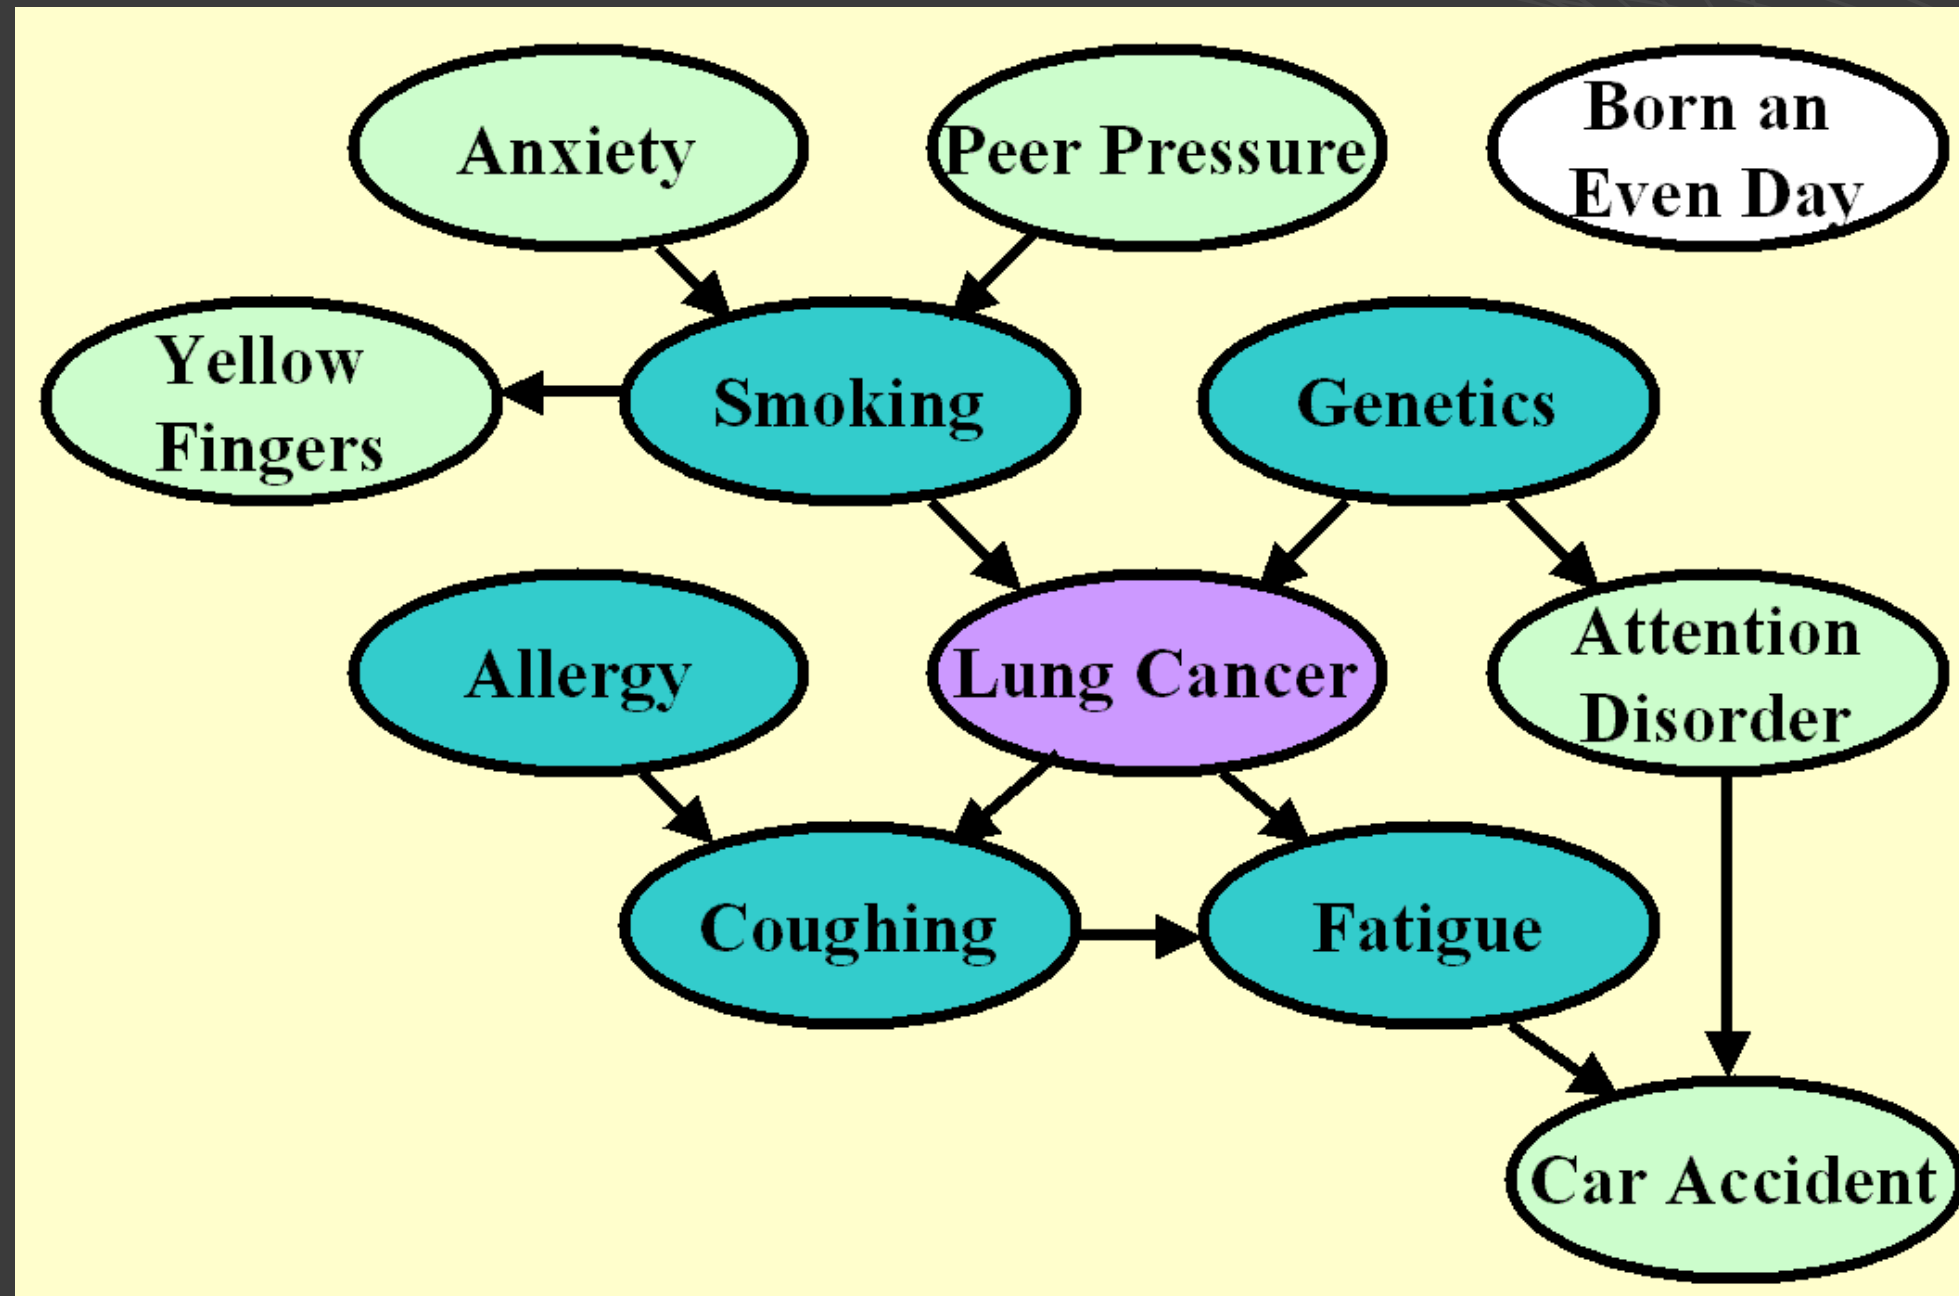 Anxiety
Peer Pressure
Born an
Even Day
Yellow
Fingers
Smoking
Genetics
Allergy
Lung Cancer
Attention
Disorder
Coughing
Fatigue
Car Accident